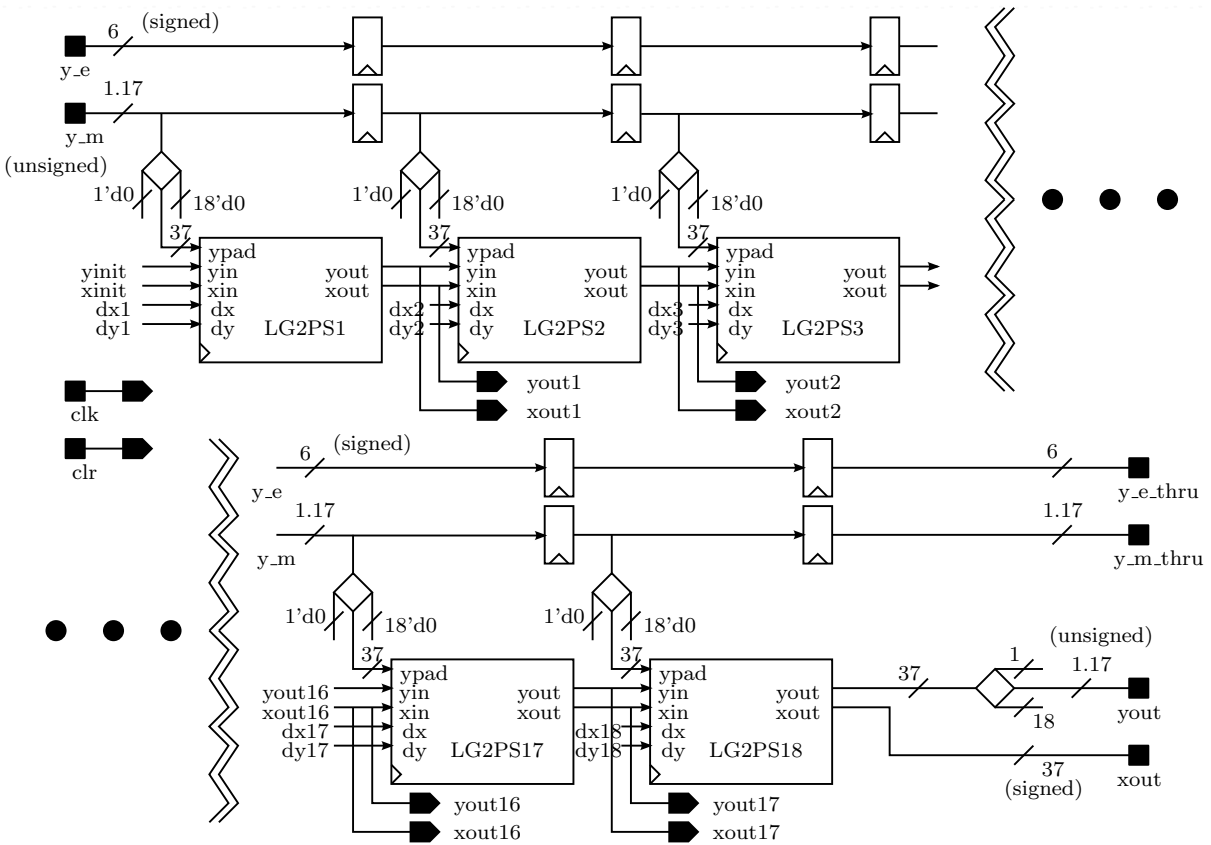 6 (signed)
y_e
1.17
y_m
(unsigned)
1'd0 18'd0 1'd0 18'd0 1'd0 18'd0
37 37 37
ypad ypad ypad
yinit yin yout yin yout yin yout
xinit xin xout xin xout xin xout
dx1 dx dx2 dx dx3 dx
dy1 dy LG2PS1 dy2 dy LG2PS2 dy3 dy LG2PS3
yout1 yout2
clk xout1 xout2
clr
6 (signed) 6
y_e y_e_thru
1.17 1.17
y_m y_m_thru
1'd0 18'd0 1'd0 18'd0
(unsigned)
37 37 37 1 1.17
ypad ypad
yout16 yin yout yin yout yout
xout16 xin xout xin xout 18
dx17 dx dx18 dx
dy17 dy LG2PS17 dy18 dy LG2PS18
37 xout
(signed)
yout16 yout17
xout16 xout17